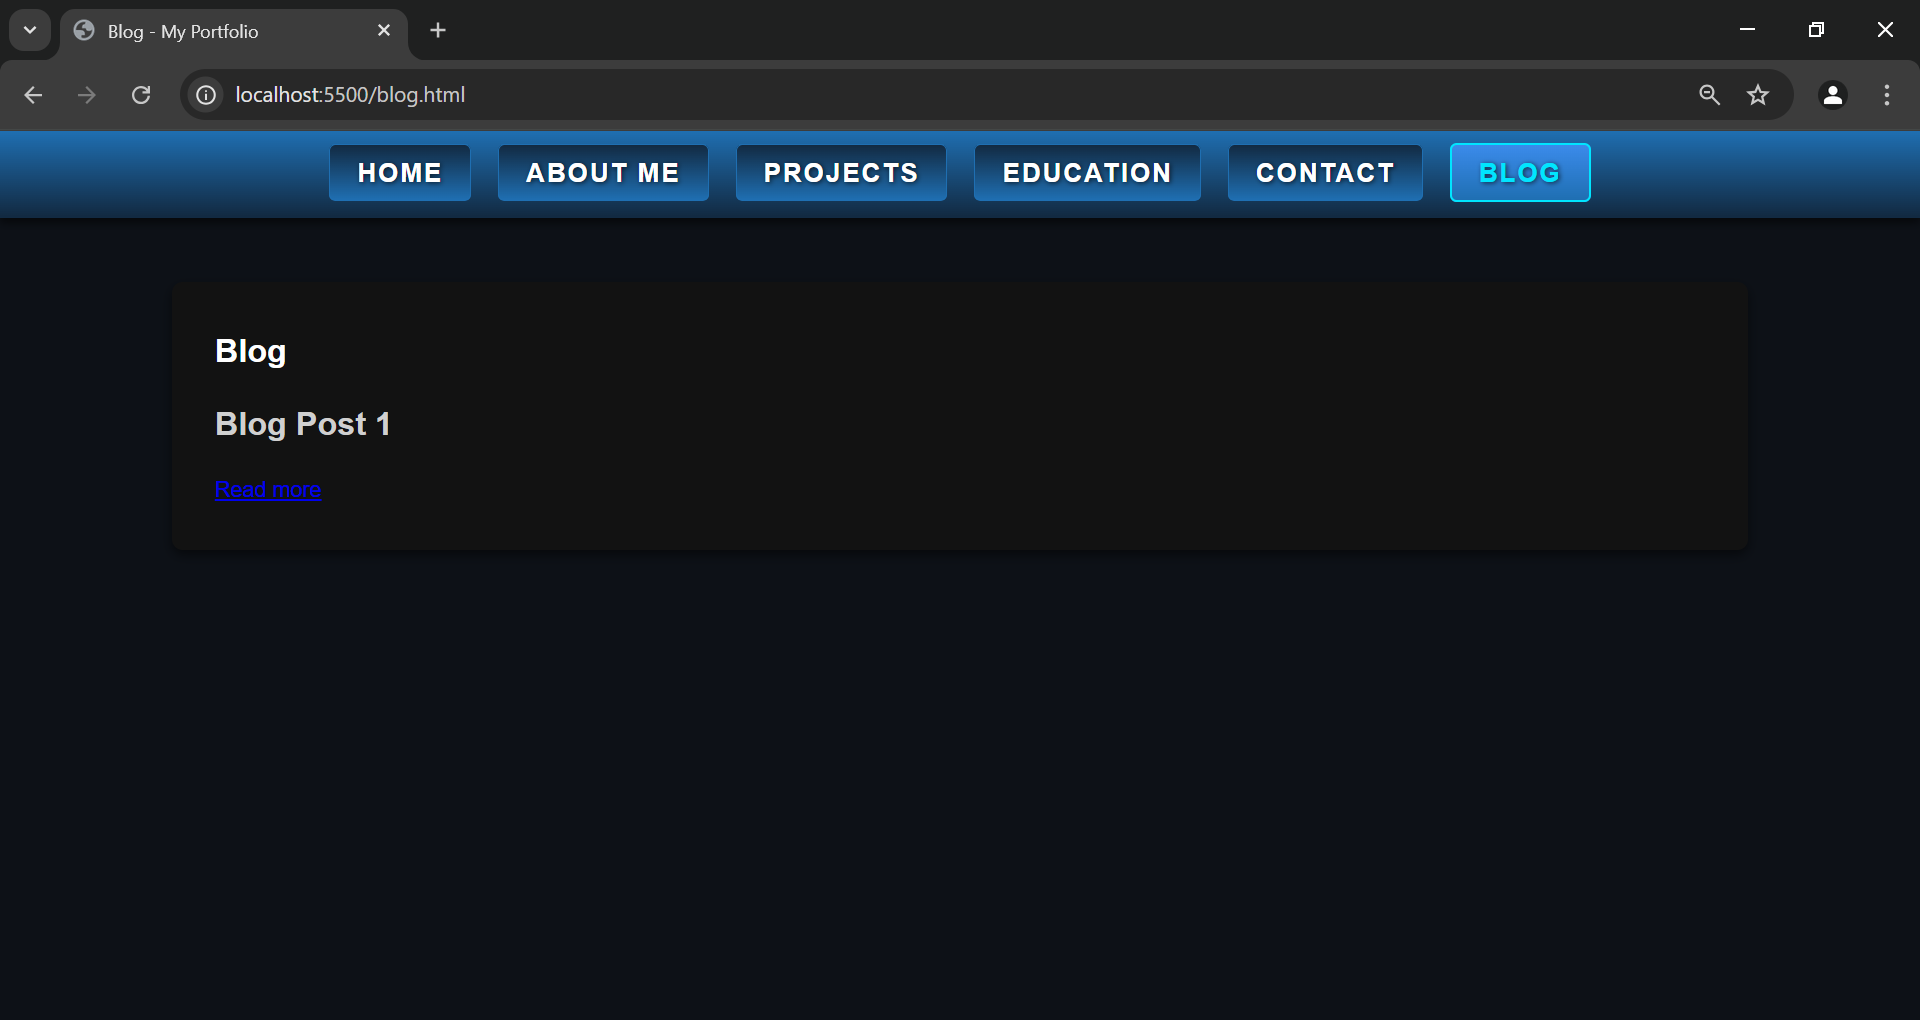 Blog - My Portfolio
localhost:5500/blog.html
HOME ABOUT ME PROJECTS EDUCATION CONTACT BLOG
Blog
Blog Post 1
Read more